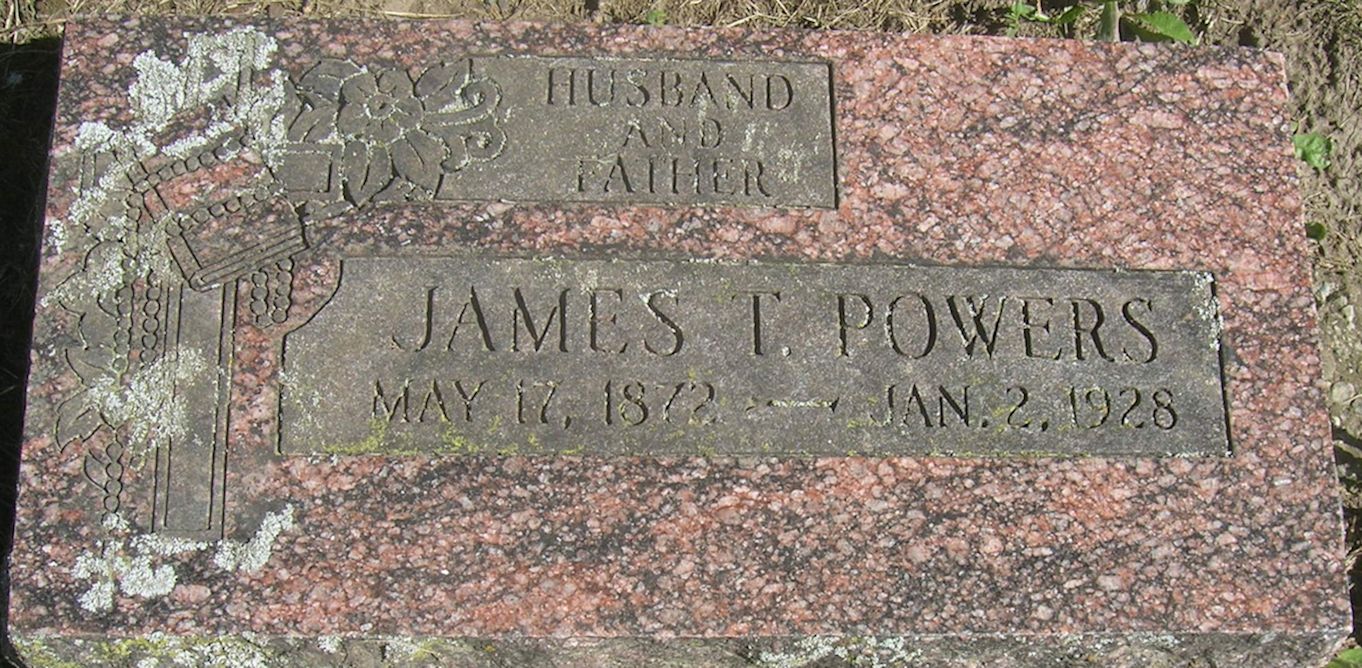 HUSBAND
AND
FATHER
JAMES T. POWERS
MAY 17, 1872 — JAN. 2, 1928